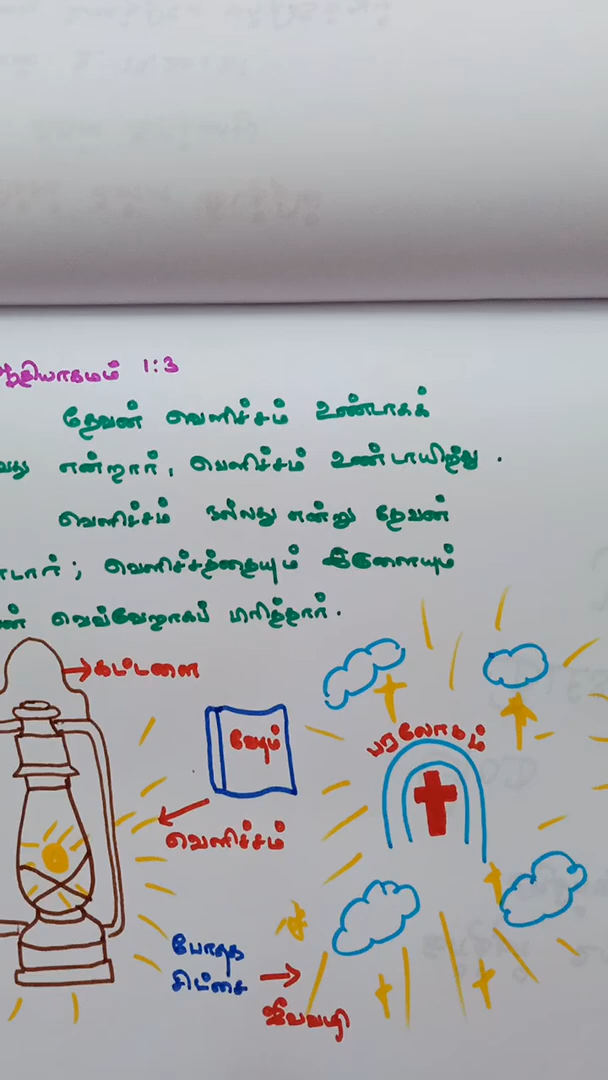 ஆதியாகமம் 1:3
தேவன் வெளிச்சம் உண்டாகக்
வது என்றார், வெளிச்சம் உண்டாயிற்று.
வெளிச்சம் நல்லது என்று தேவன்
டார்; வெளிச்சத்தையும் இருளையும்
ன் வெவ்வேறாகப் பிரித்தார்.
கட்டளை
வேதம்
பரலோகம்
வெளிச்சம்
போதக
சிட்சை
ஜீவவழி